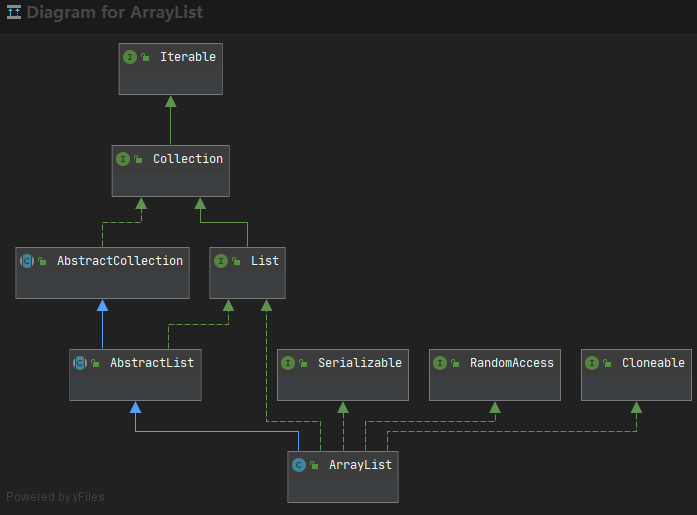 Diagram for ArrayList
I Iterable
I Collection
C AbstractCollection
I List
C AbstractList
I Serializable
I RandomAccess
I Cloneable
C ArrayList
Powered by yFiles